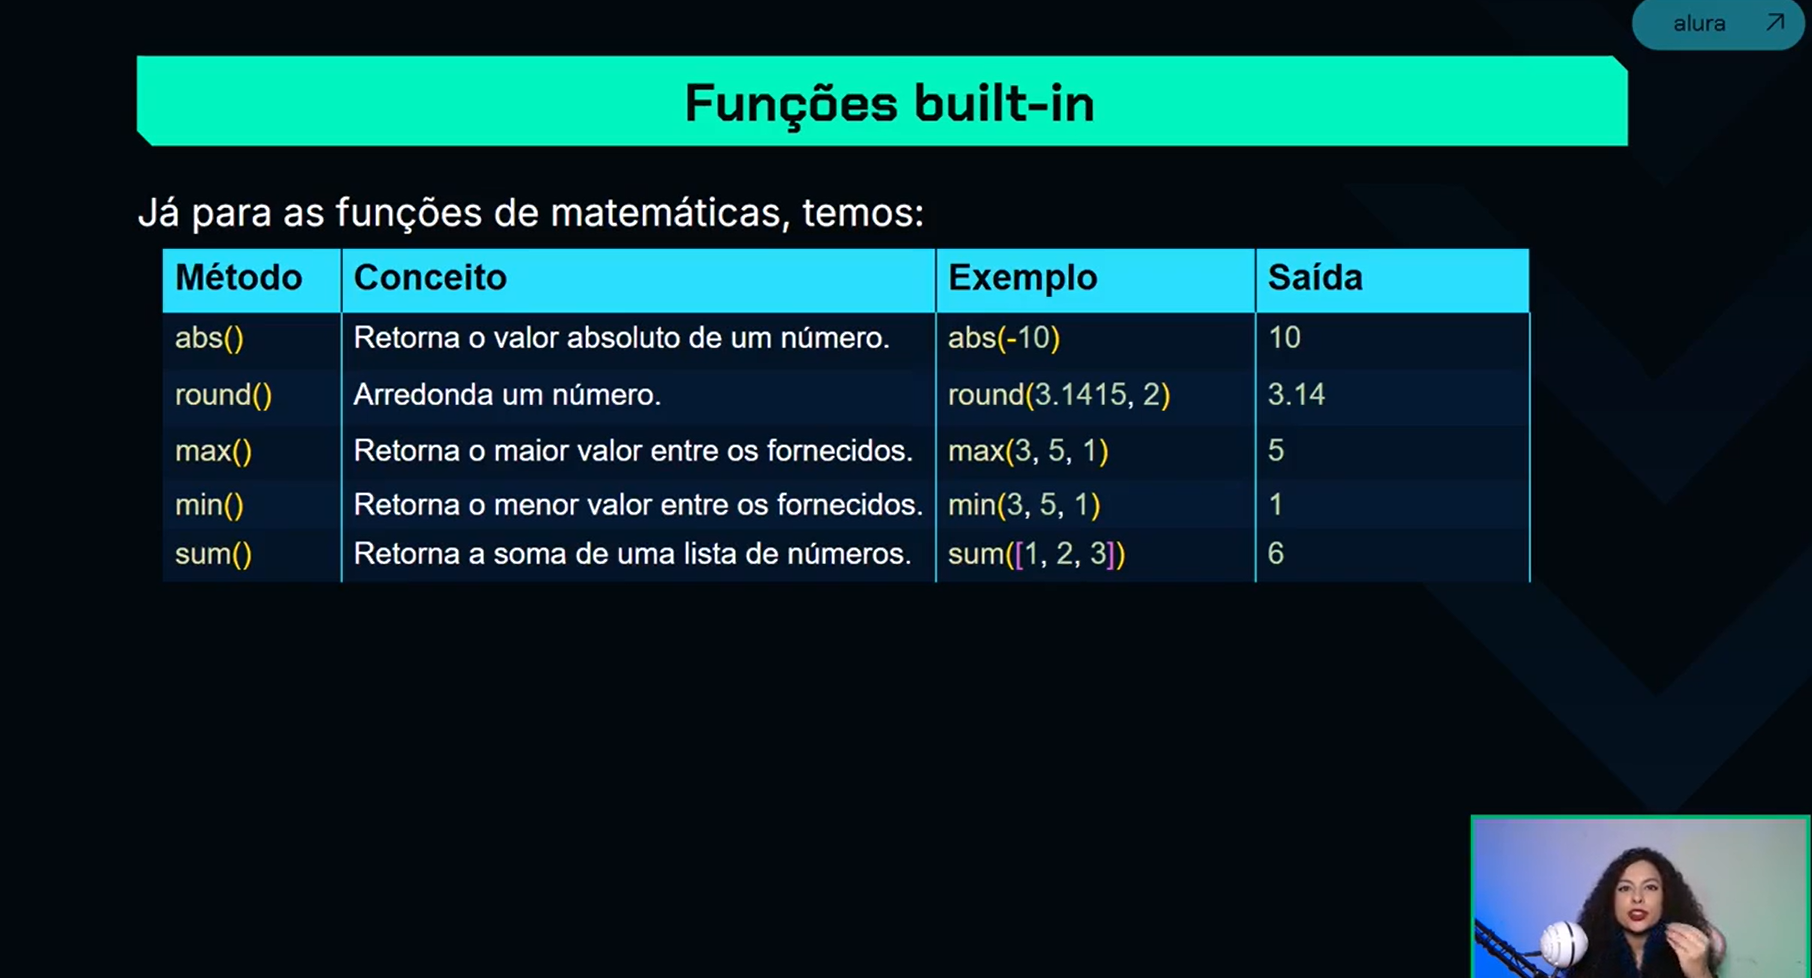 alura
Funções built-in
Já para as funções de matemáticas, temos:
Método Conceito Exemplo Saída
abs() Retorna o valor absoluto de um número. abs(-10) 10
round() Arredonda um número. round(3.1415, 2) 3.14
max() Retorna o maior valor entre os fornecidos. max(3, 5, 1) 5
min() Retorna o menor valor entre os fornecidos. min(3, 5, 1) 1
sum() Retorna a soma de uma lista de números. sum([1, 2, 3]) 6